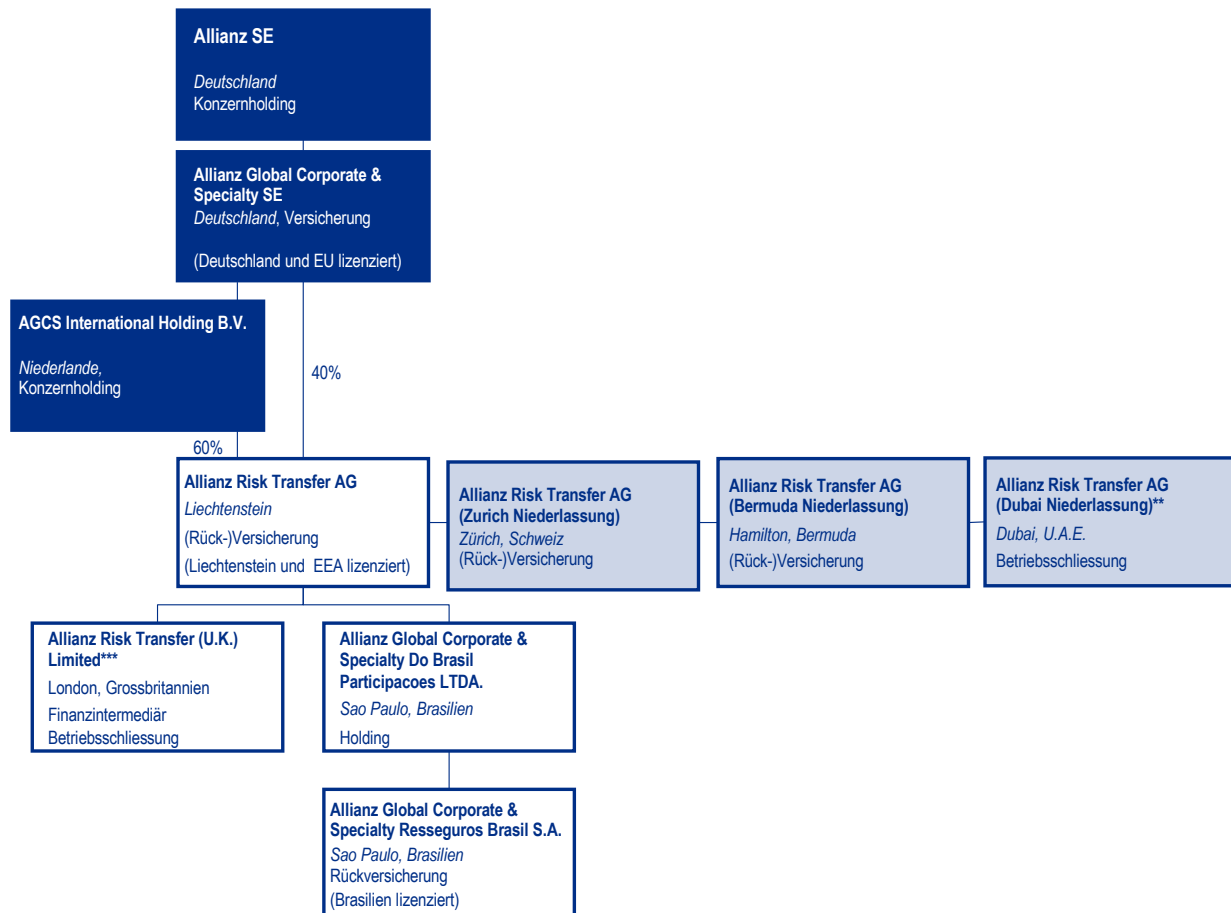 Allianz SE
Deutschland
Konzernholding
Allianz Global Corporate &
Specialty SE
Deutschland, Versicherung
(Deutschland und EU lizenziert)
AGCS International Holding B.V.
Niederlande,
Konzernholding
40%
60%
Allianz Risk Transfer AG
Liechtenstein
(Rück-)Versicherung
(Liechtenstein und EEA lizenziert)
Allianz Risk Transfer AG
(Zurich Niederlassung)
Zürich, Schweiz
(Rück-)Versicherung
Allianz Risk Transfer AG
(Bermuda Niederlassung)
Hamilton, Bermuda
(Rück-)Versicherung
Allianz Risk Transfer AG
(Dubai Niederlassung)**
Dubai, U.A.E.
Betriebsschliessung
Allianz Risk Transfer (U.K.)
Limited***
London, Grossbritannien
Finanzintermediär
Betriebsschliessung
Allianz Global Corporate &
Specialty Do Brasil
Participacoes LTDA.
Sao Paulo, Brasilien
Holding
Allianz Global Corporate &
Specialty Resseguros Brasil S.A.
Sao Paulo, Brasilien
Rückversicherung
(Brasilien lizenziert)